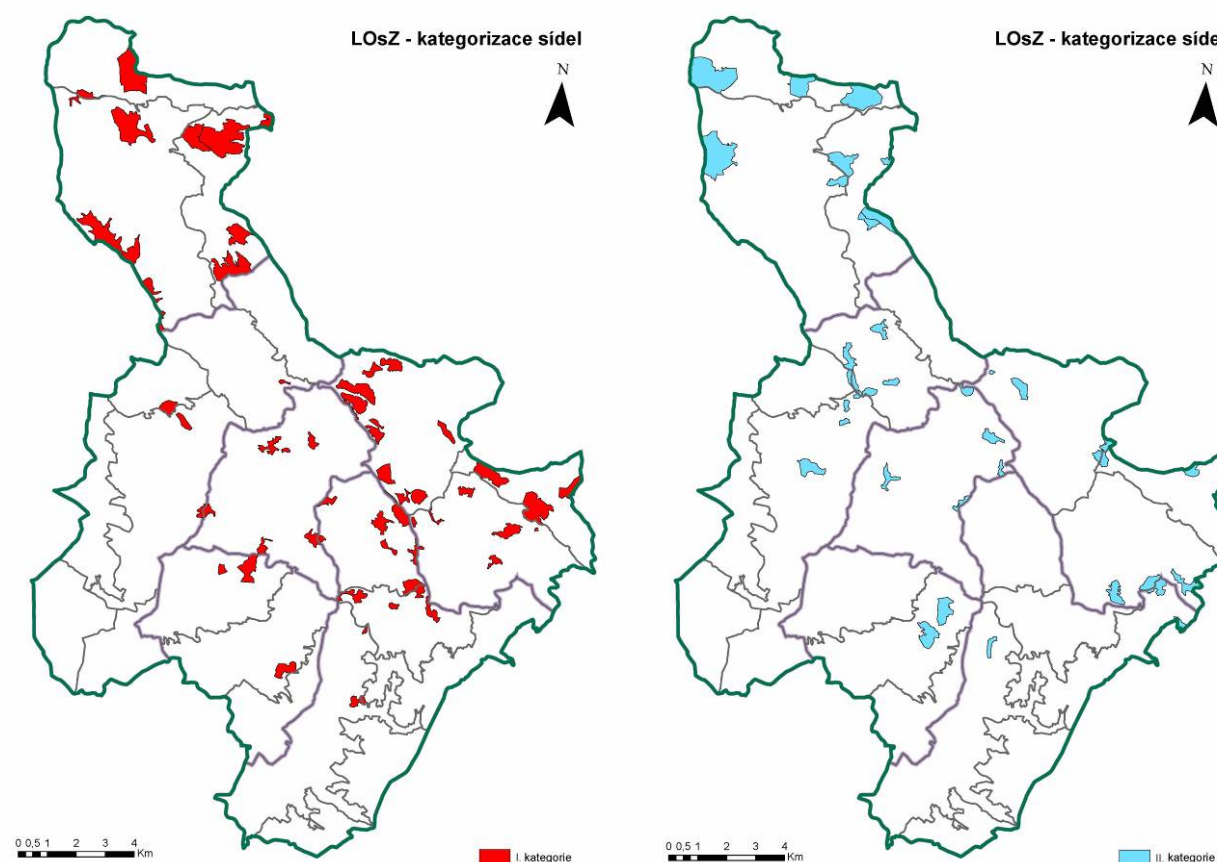 LOsZ - kategorizace sídel
N
0 0,5 1 2 3 4
Km
I. kategorie
LOsZ - kategorizace síde
N
0 0,5 1 2 3 4
Km
II. kategorie